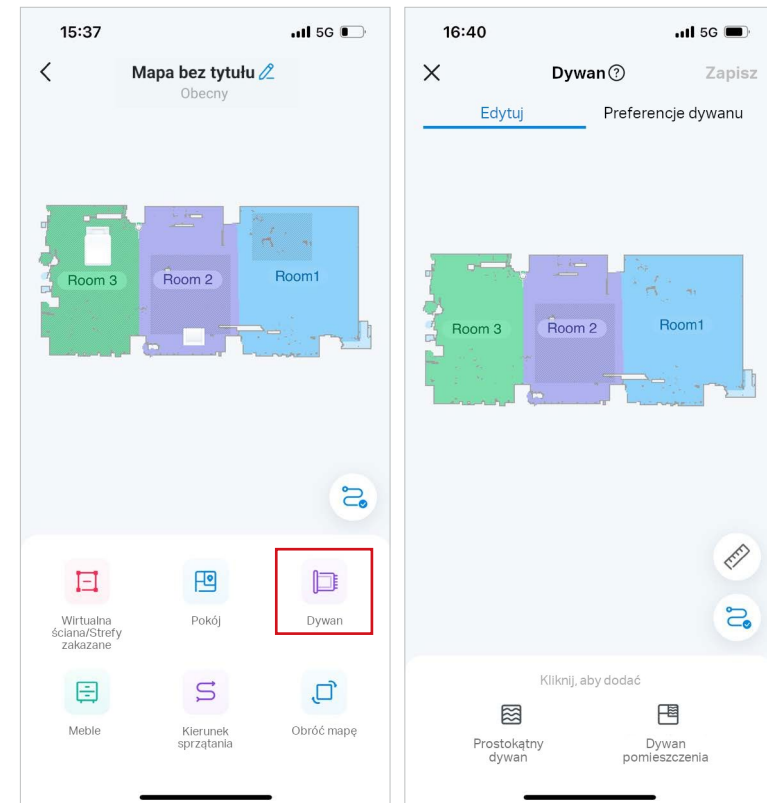 15:37
5G
Mapa bez tytułu
Obecny
Room 3
Room 2
Room1
Wirtualna
ściana/Strefy
zakazane
Pokój
Dywan
Meble
Kierunek
sprzątania
Obróć mapę
16:40
5G
Dywan
Zapisz
Edytuj
Preferencje dywanu
Room 3
Room 2
Room1
Kliknij, aby dodać
Prostokątny
dywan
Dywan
pomieszczenia